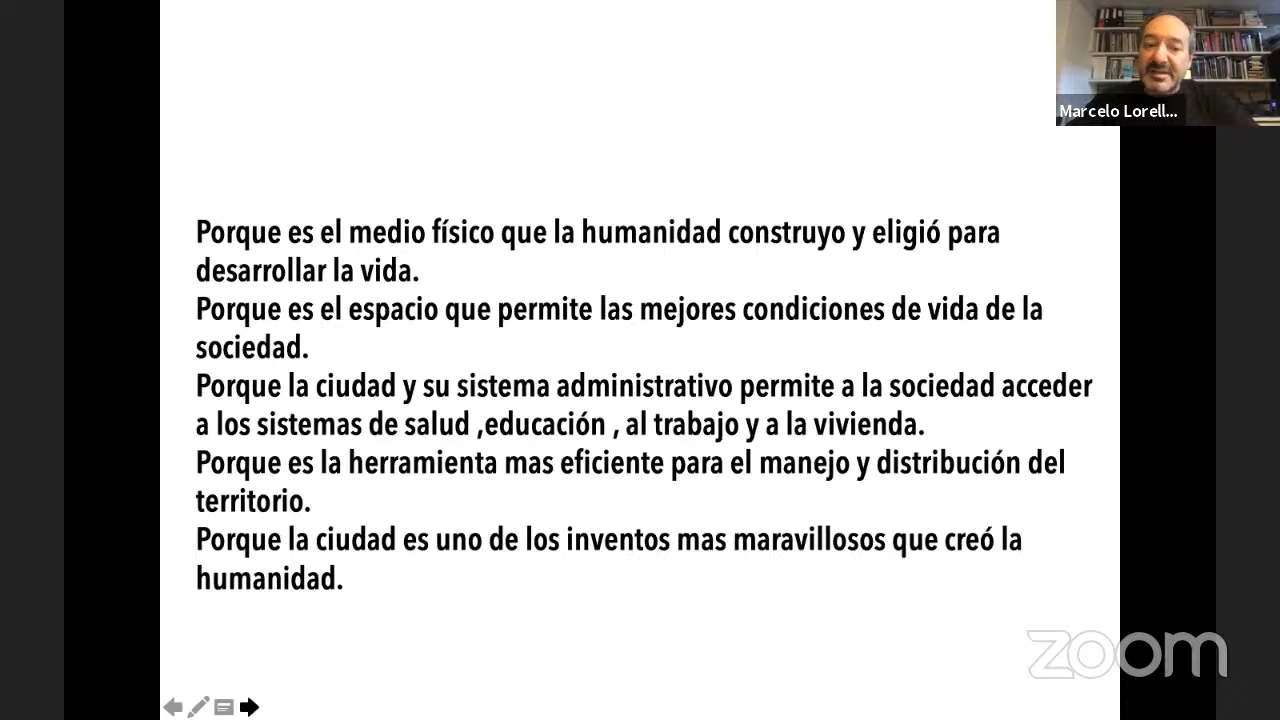 Marcelo Lorell...
Porque es el medio físico que la humanidad construyo y eligió para
desarrollar la vida.
Porque es el espacio que permite las mejores condiciones de vida de la
sociedad.
Porque la ciudad y su sistema administrativo permite a la sociedad acceder
a los sistemas de salud ,educación , al trabajo y a la vivienda.
Porque es la herramienta mas eficiente para el manejo y distribución del
territorio.
Porque la ciudad es uno de los inventos mas maravillosos que creó la
humanidad.
zoom